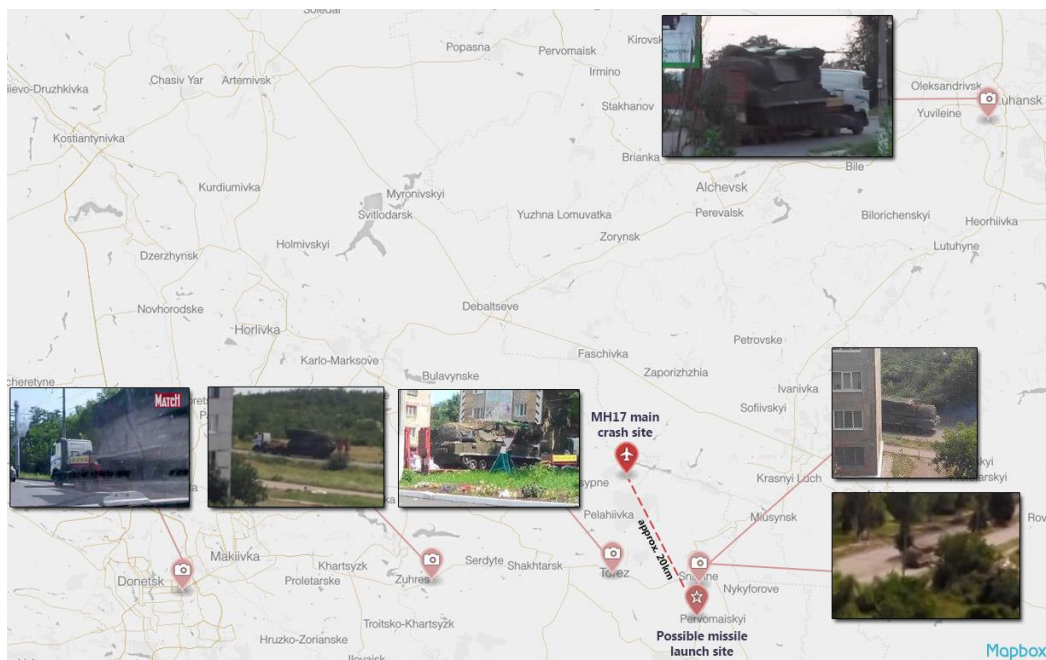 Soledar
Popasna
Pervomaisk
Kirovsk
Irmino
Chasiv Yar
Artemivsk
Stakhanov
Oleksandrivsk
Luhansk
Yuvileine
Kostiantynivka
Brianka
Bile
Kurdiumivka
Myronivskyi
Alchevsk
Svitlodarsk
Yuzhna Lomuvatka
Perevalsk
Bilorichenskyi
Heorhiivka
Zorynsk
Holmivskyi
Lutuhyne
Dzerzhynsk
Debaltseve
Novhorodske
Horlivka
Petrovske
Faschivka
Karlo-Marksove
Zaporizhzhia
Ivanivka
Bulavynske
MATCH
MH17 main
crash site
Sofiivskyi
Krasnyi Luch
Pelahiivka
Miusynsk
approx. 20km
Makiivka
Donetsk
Khartsyzk
Proletarske
Zuhres
Serdyte
Shakhtarsk
Torez
Nykyforove
Pervomaiskyi
Troitsko-Khartsyzk
Hruzko-Zorianske
Ilovaisk
Possible missile
launch site
Mapbox